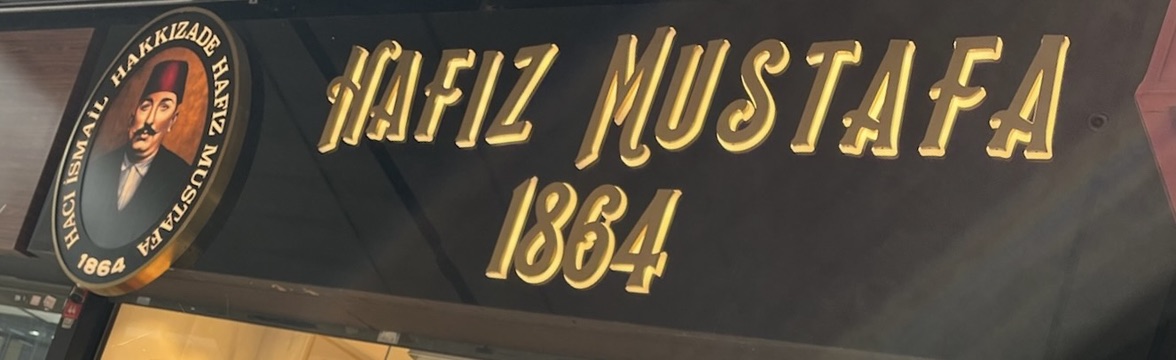 HACI İSMAİL HAKKIZADE HAFIZ MUSTAFA
1864
HAFIZ MUSTAFA
1864